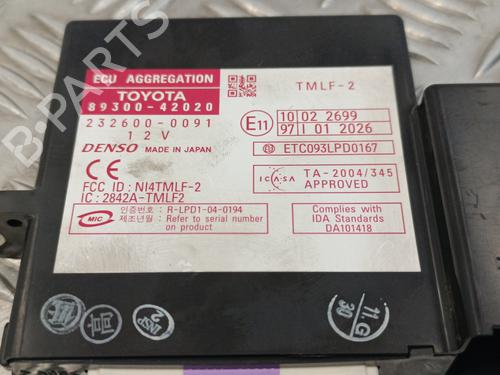 ECU AGGREGATION
TOYOTA
89300-42020
232600-0091
12V
DENSO MADE IN JAPAN
CE
FCC ID : NI4TMLF-2
IC : 2842A-TMLF2
MIC
인증번호 : R-LPD1-04-0194
제조년월 : Refer to serial number on product
TMLF-2
E11
10 02 2699
97 I 01 2026
ETC093LPD0167
ICASA
TA-2004/345
APPROVED
Complies with
IDA Standards
DA101418
INSP
2
11.G
30
B-Parts